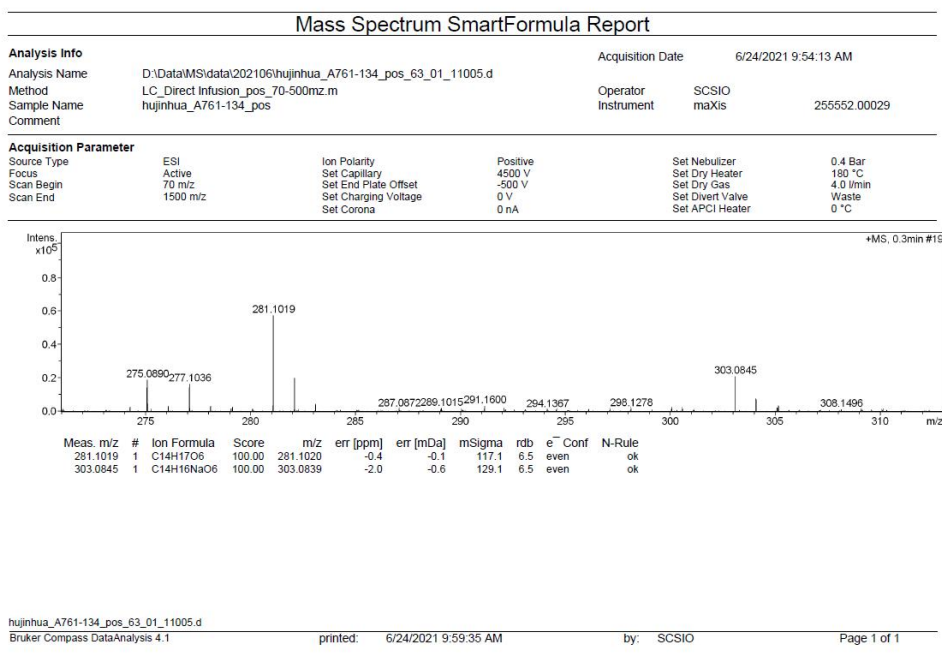 Mass Spectrum SmartFormula Report
Analysis Info
Acquisition Date 6/24/2021 9:54:13 AM
Analysis Name D:\Data\MS\data\202106\hujinhua_A761-134_pos_63_01_11005.d
Method LC_Direct Infusion_pos_70-500mz.m Operator SCSIO
Sample Name hujinhua_A761-134_pos Instrument maXis 255552.00029
Comment
Acquisition Parameter
Source Type ESI Ion Polarity Positive Set Nebulizer 0.4 Bar
Focus Active Set Capillary 4500 V Set Dry Heater 180 °C
Scan Begin 70 m/z Set End Plate Offset -500 V Set Dry Gas 4.0 l/min
Scan End 1500 m/z Set Charging Voltage 0 V Set Divert Valve Waste
Set Corona 0 nA Set APCI Heater 0 °C
Intens. +MS, 0.3min #19
x10⁵
0.8
0.6 281.1019
0.4
275.0890 277.1036 303.0845
0.2
287.0872 289.1015 291.1600 294.1367 298.1278 308.1496
0.0
275 280 285 290 295 300 305 310 m/z
Meas. m/z # Ion Formula Score m/z err [ppm] err [mDa] mSigma rdb e⁻ Conf N-Rule
281.1019 1 C14H17O6 100.00 281.1020 -0.4 -0.1 117.1 6.5 even ok
303.0845 1 C14H16NaO6 100.00 303.0839 -2.0 -0.6 129.1 6.5 even ok
hujinhua_A761-134_pos_63_01_11005.d
Bruker Compass DataAnalysis 4.1 printed: 6/24/2021 9:59:35 AM by: SCSIO Page 1 of 1